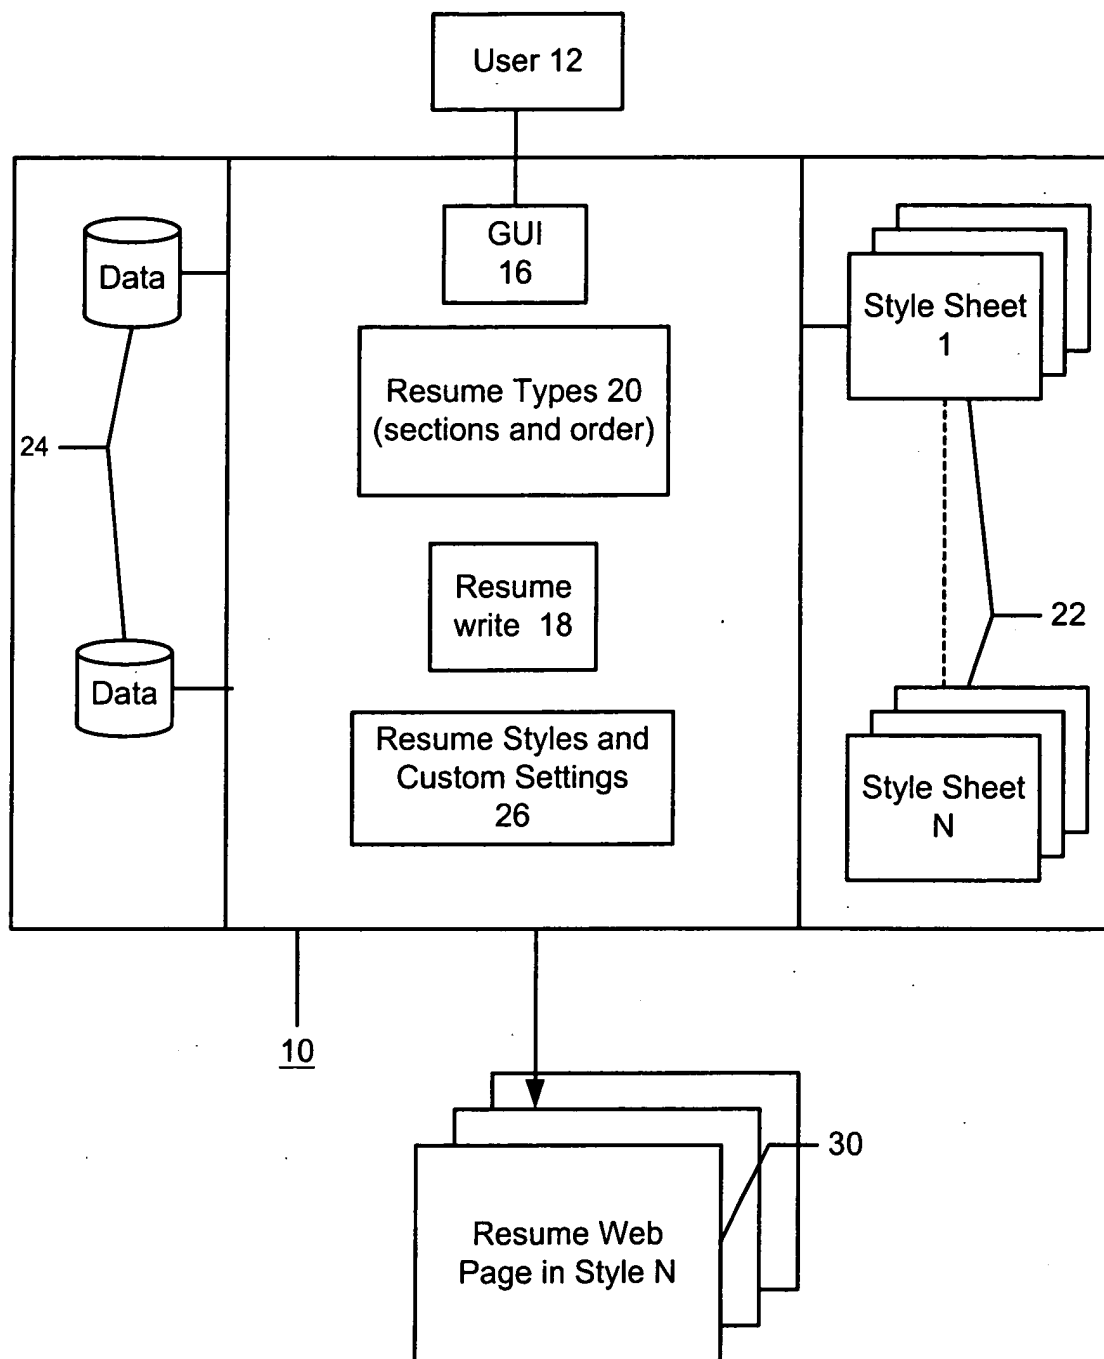 User 12
GUI
16
Data
Style Sheet
1
Resume Types 20
(sections and order)
24
Resume
write 18
22
Data
Resume Styles and
Custom Settings
26
Style Sheet
N
10
30
Resume Web
Page in Style N